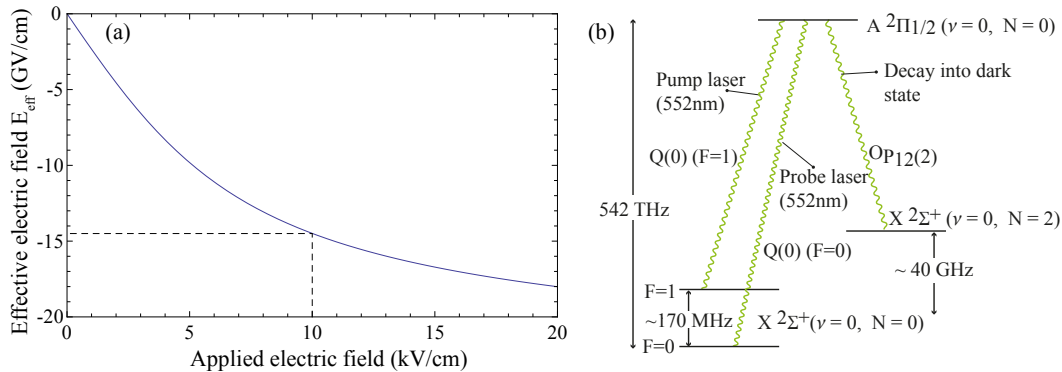 (a)
Effective electric field E_eff (GV/cm)
0
-5
-10
-15
-20
0
5
10
15
20
Applied electric field (kV/cm)
(b)
A ²Π1/2 (ν = 0, N = 0)
Pump laser
(552nm)
Decay into dark
state
Q(0) (F=1)
Probe laser
(552nm)
OP12(2)
542 THz
X ²Σ⁺ (ν = 0, N = 2)
Q(0) (F=0)
~ 40 GHz
F=1
~170 MHz
X ²Σ⁺(ν = 0, N = 0)
F=0